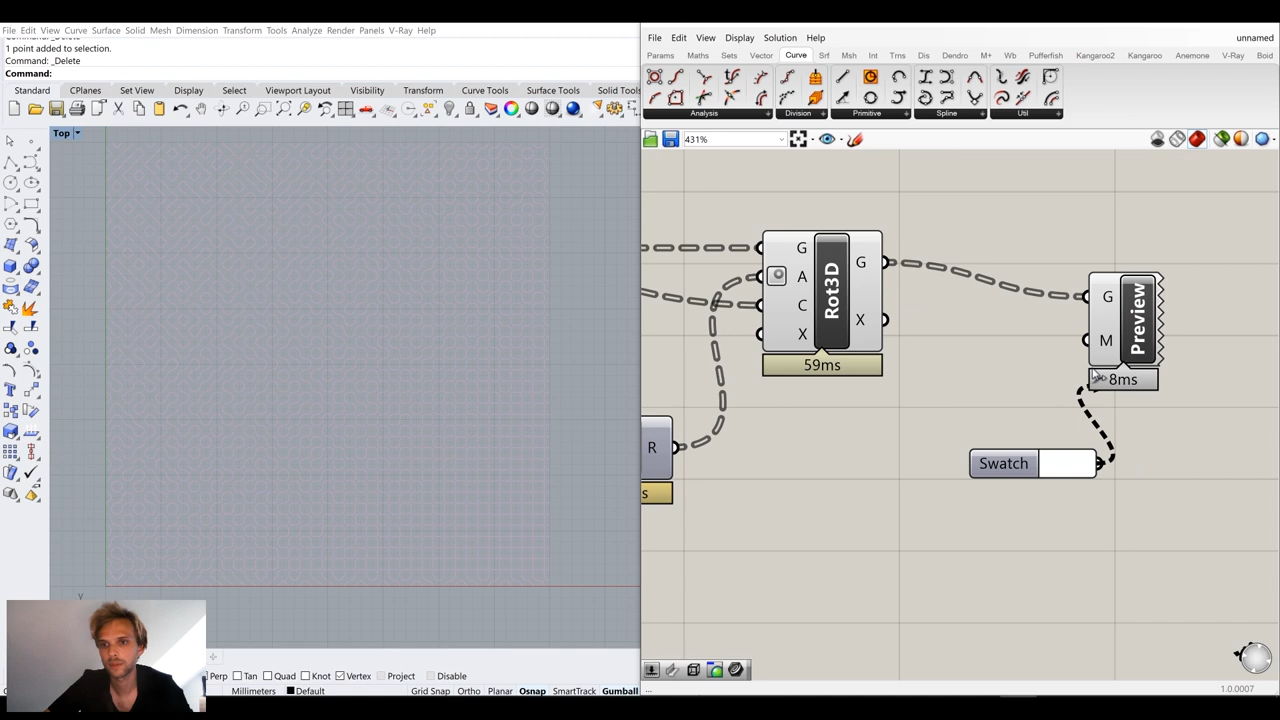 File Edit View Curve Surface Solid Mesh Dimension Transform Tools Analyze Render Panels V-Ray Help
1 point added to selection.
Command: _Delete
Command:
Standard CPlanes Set View Display Select Viewport Layout Visibility Transform Curve Tools Surface Tools Solid Tools
Top
y
Perp Tan Quad Knot Vertex Project Disable
Millimeters Default Grid Snap Ortho Planar Osnap SmartTrack Gumball
File Edit View Display Solution Help unnamed
Params Maths Sets Vector Curve Srf Msh Int Trns Dis Dendro M+ Wb Pufferfish Kangaroo2 Kangaroo Anemone V-Ray Boid
Analysis Division Primitive Spline Util
431%
G
A
C
X
Rot3D
G
X
59ms
R
s
G
M
Preview
8ms
Swatch
...
1.0.0007